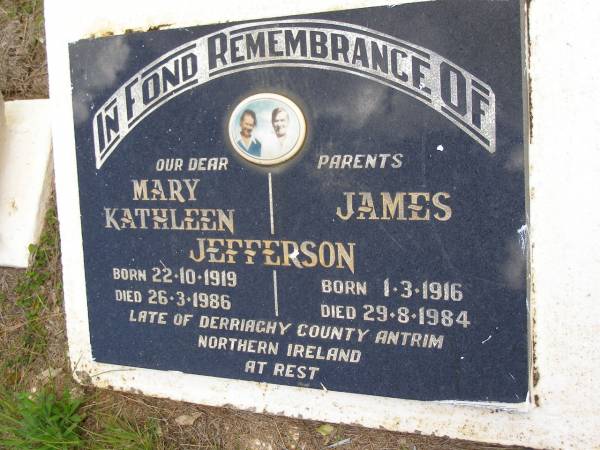 IN FOND REMEMBRANCE OF
OUR DEAR PARENTS
MARY KATHLEEN
JAMES
JEFFERSON
BORN 22·10·1919
DIED 26·3·1986
BORN 1·3·1916
DIED 29·8·1984
LATE OF DERRIAGHY COUNTY ANTRIM
NORTHERN IRELAND
AT REST